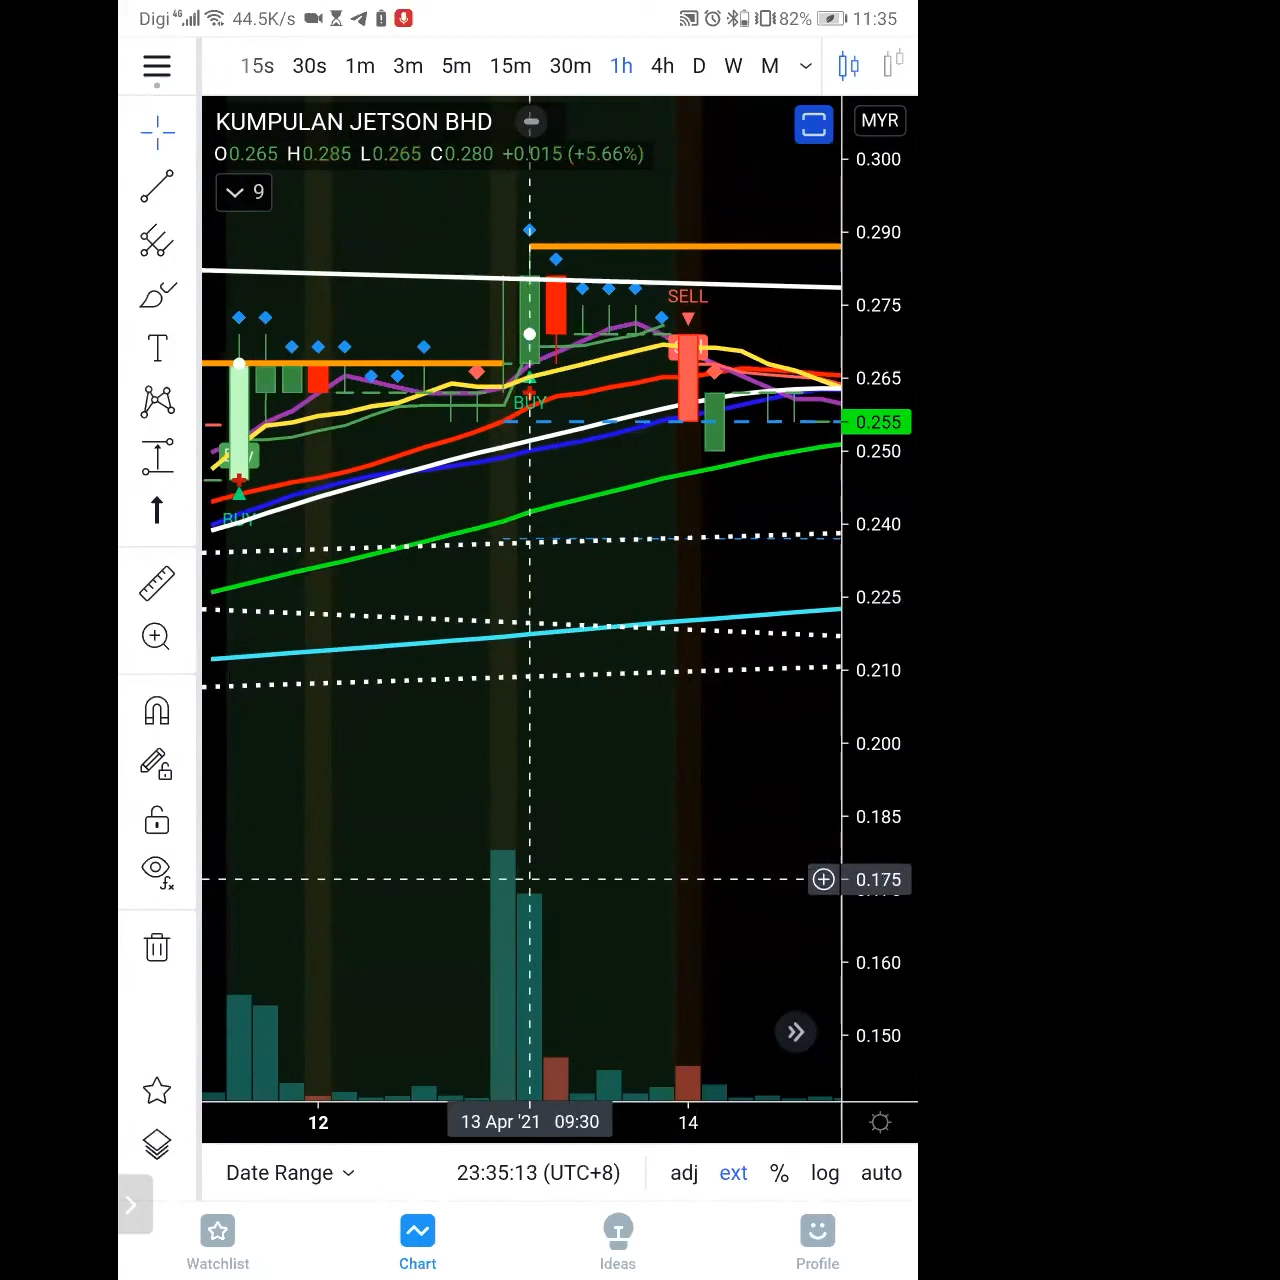 Digi 4G 44.5K/s 82% 11:35
15s 30s 1m 3m 5m 15m 30m 1h 4h D W M
KUMPULAN JETSON BHD
MYR
O0.265 H0.285 L0.265 C0.280 +0.015 (+5.66%)
0.300
9
0.290
SELL
0.275
0.265
BUY
0.255
0.250
BUY
0.240
0.225
0.210
0.200
0.185
0.175
0.160
0.150
12
13 Apr '21 09:30
14
Date Range
23:35:13 (UTC+8)
adj ext % log auto
Watchlist Chart Ideas Profile